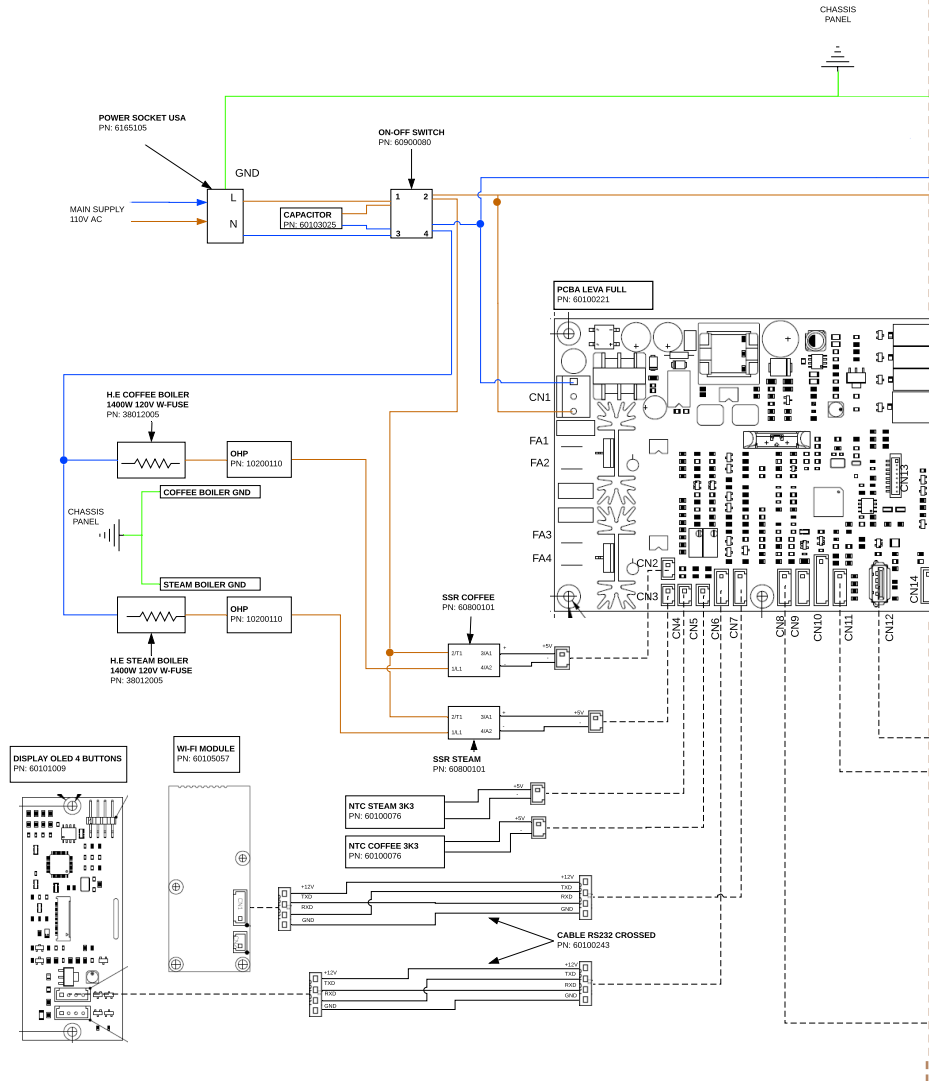 CHASSIS
PANEL
POWER SOCKET USA
PN: 6165105
ON-OFF SWITCH
PN: 60900080
GND
L
N
MAIN SUPPLY
110V AC
CAPACITOR
PN: 60103025
1
2
3
4
PCBA LEVA FULL
PN: 60100221
CN1
FA1
FA2
FA3
FA4
CN13
CN2
CN3
CN4
CN5
CN6
CN7
CN8
CN9
CN10
CN11
CN12
CN14
H.E COFFEE BOILER
1400W 120V W-FUSE
PN: 38012005
OHP
PN: 10200110
COFFEE BOILER GND
CHASSIS
PANEL
STEAM BOILER GND
OHP
PN: 10200110
H.E STEAM BOILER
1400W 120V W-FUSE
PN: 38012005
SSR COFFEE
PN: 60800101
2/T1
3/A1
1/L1
4/A2
+
-
+5V
-
2/T1
3/A1
1/L1
4/A2
+
-
+5V
-
SSR STEAM
PN: 60800101
DISPLAY OLED 4 BUTTONS
PN: 60101009
WI-FI MODULE
PN: 60105057
CN1
NTC STEAM 3K3
PN: 60100076
+5V
-
NTC COFFEE 3K3
PN: 60100076
+5V
-
+12V
TXD
RXD
GND
+12V
TXD
RXD
GND
CABLE RS232 CROSSED
PN: 60100243
+12V
TXD
RXD
GND
+12V
TXD
RXD
GND